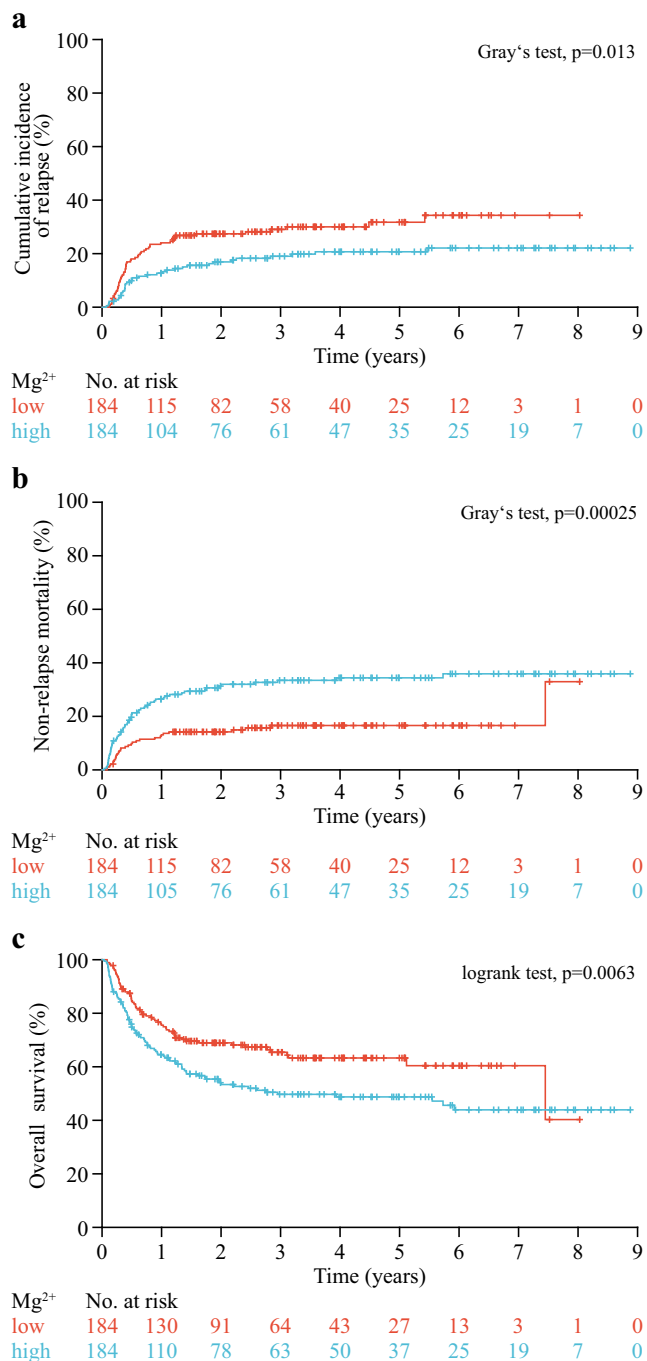 a
Cumulative incidence
of relapse (%)
100
80
60
40
20
0
Gray‘s test, p=0.013
0 1 2 3 4 5 6 7 8 9
Time (years)
Mg²⁺ No. at risk
low 184 115 82 58 40 25 12 3 1 0
high 184 104 76 61 47 35 25 19 7 0
b
Non-relapse mortality (%)
100
80
60
40
20
0
Gray‘s test, p=0.00025
0 1 2 3 4 5 6 7 8 9
Time (years)
Mg²⁺ No. at risk
low 184 115 82 58 40 25 12 3 1 0
high 184 105 76 61 47 35 25 19 7 0
c
Overall survival (%)
100
80
60
40
20
0
logrank test, p=0.0063
0 1 2 3 4 5 6 7 8 9
Time (years)
Mg²⁺ No. at risk
low 184 130 91 64 43 27 13 3 1 0
high 184 110 78 63 50 37 25 19 7 0